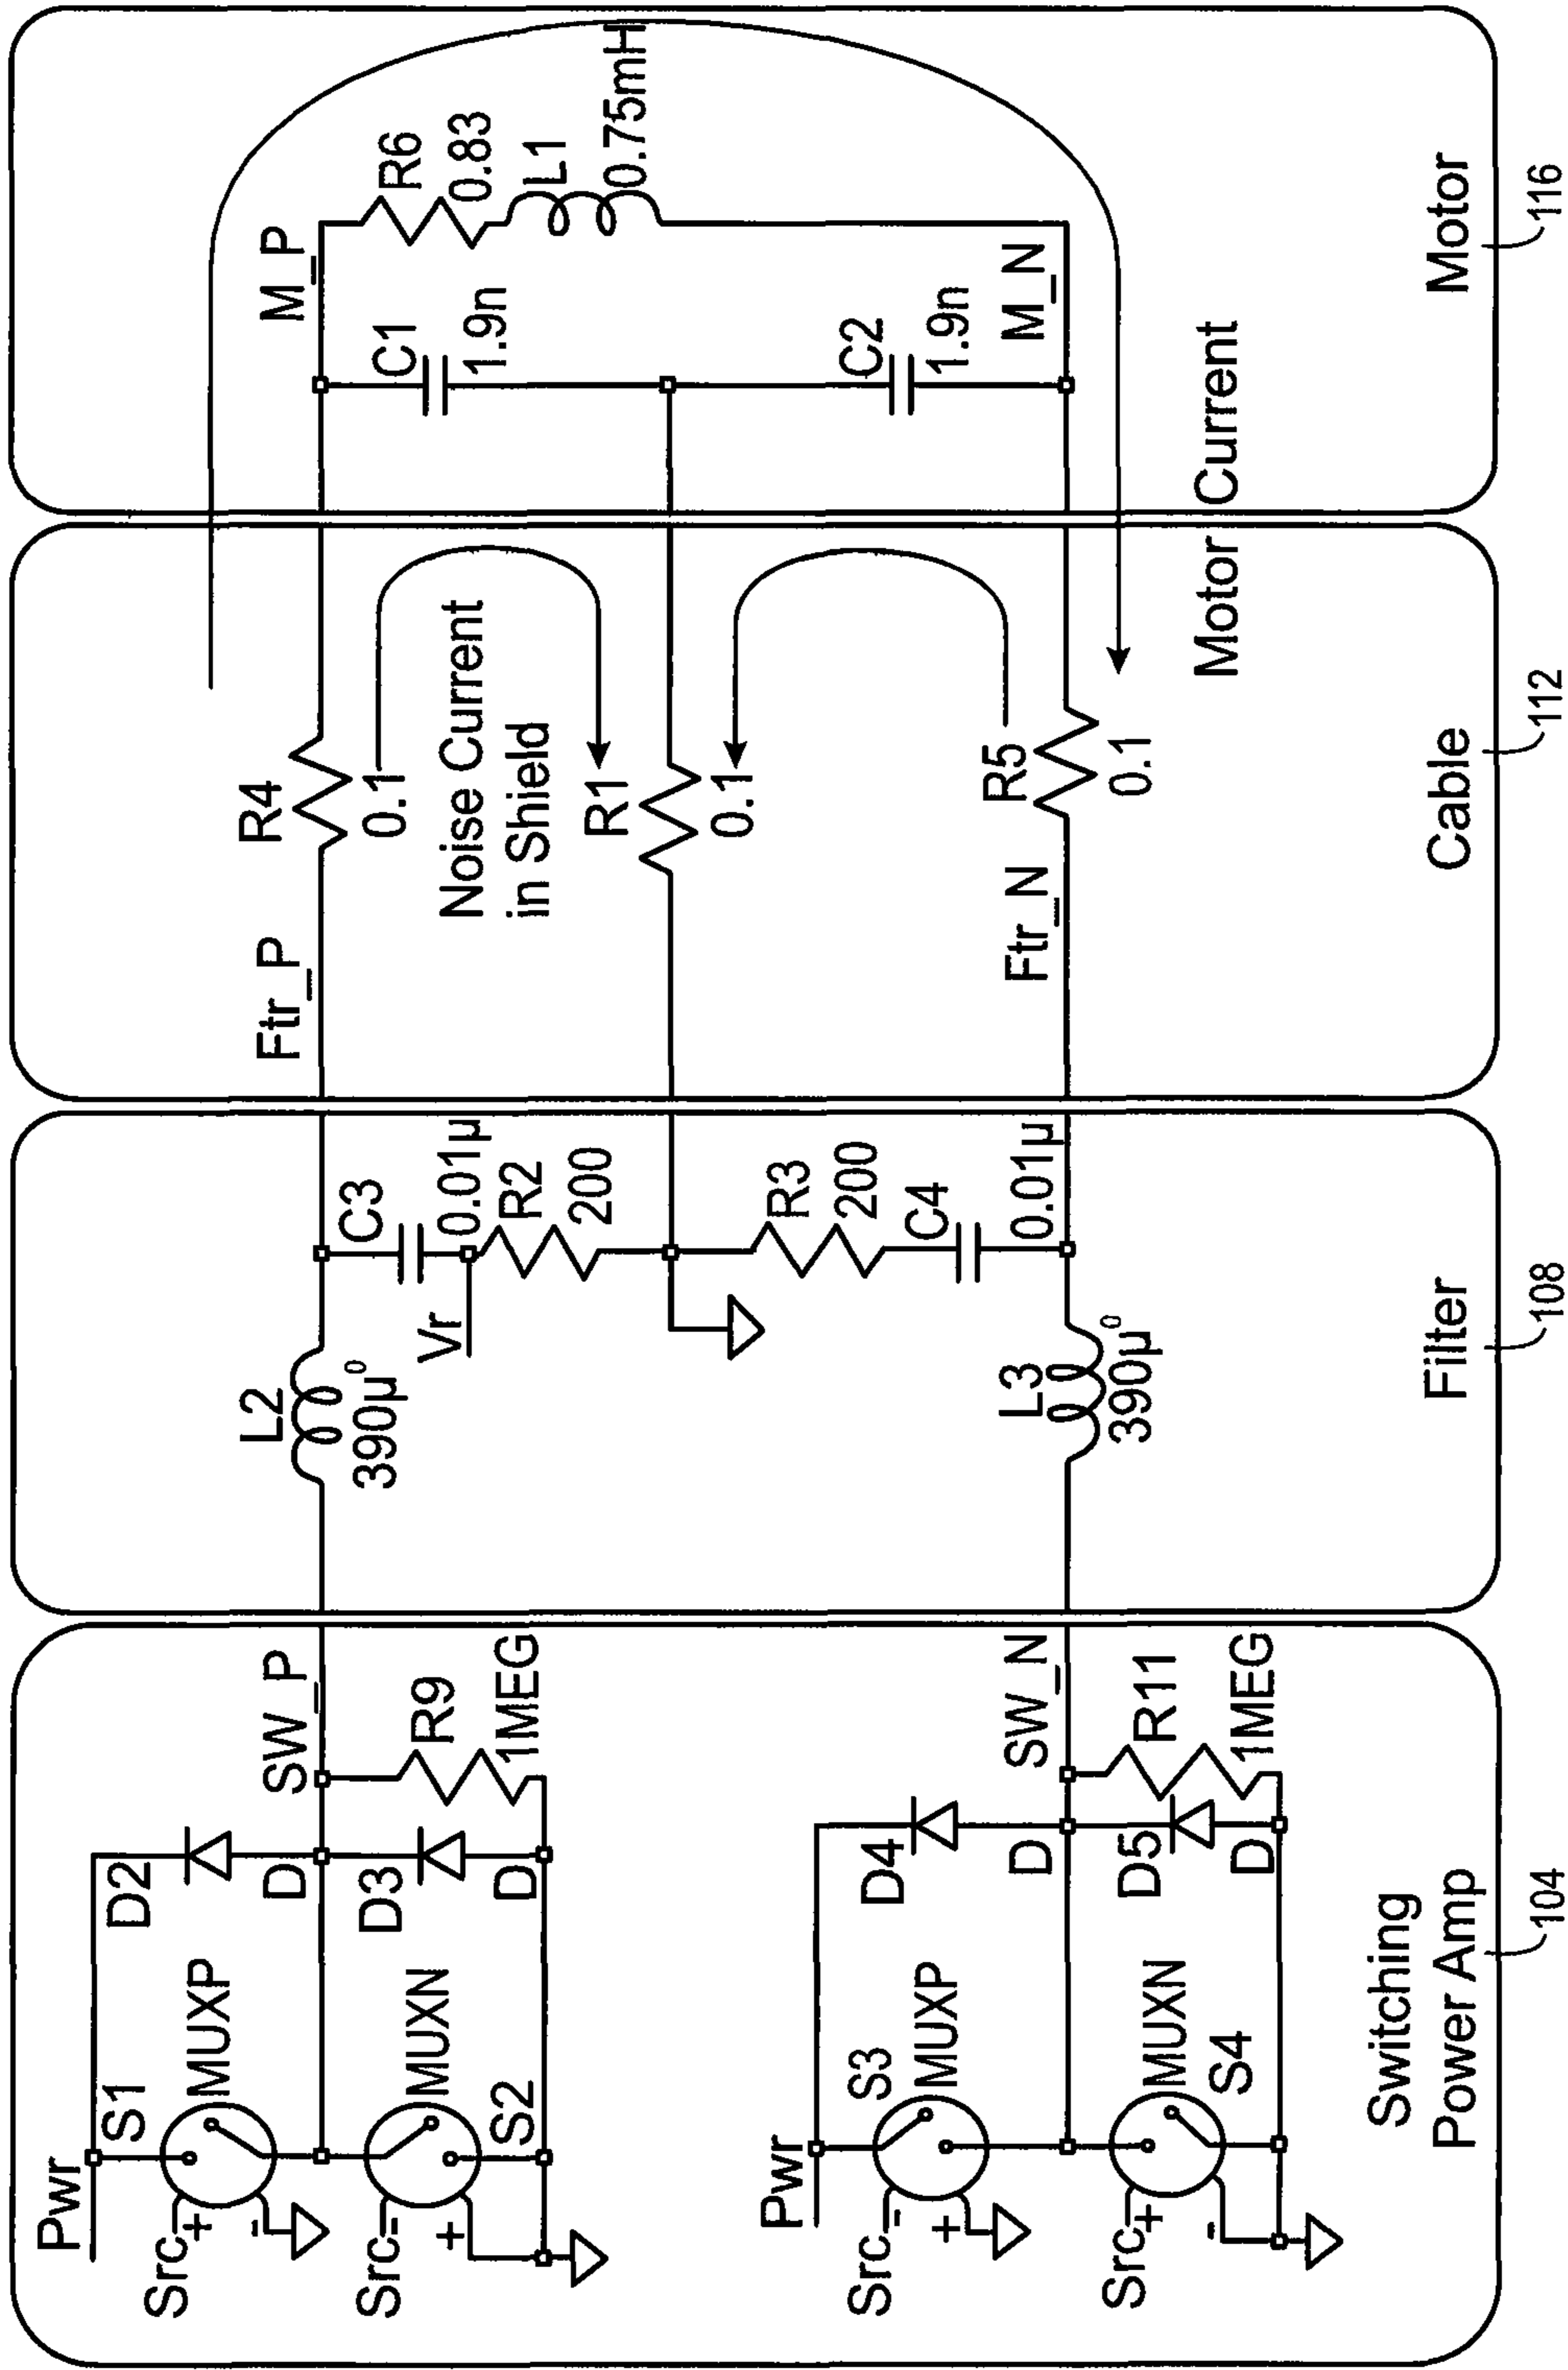 Pwr
S1
Src
+
-
MUXP
D2
D
SW_P
Src
-
+
MUXN
S2
D3
D
R9
1MEG
Pwr
S3
Src
-
+
MUXP
D4
D
SW_N
Src
+
-
MUXN
S4
D5
D
R11
1MEG
Switching
Power Amp
104
L2
390µ
C3
0.01µ
Vr
R2
200
R3
200
C4
0.01µ
L3
390µ
Filter
108
Ftr_P
R4
0.1
Noise Current
in Shield
R1
0.1
Ftr_N
R5
0.1
Cable
112
M_P
R6
0.83
L1
0.75mH
C1
1.9n
C2
1.9n
M_N
Motor Current
Motor
116